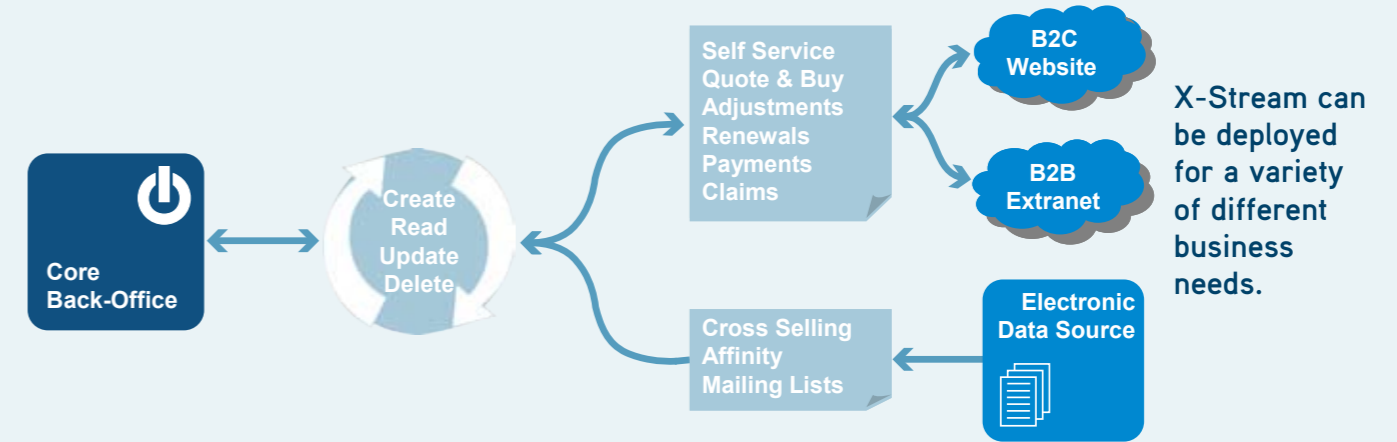 Core
Back-Office
Create
Read
Update
Delete
Self Service
Quote & Buy
Adjustments
Renewals
Payments
Claims
Cross Selling
Affinity
Mailing Lists
B2C
Website
B2B
Extranet
Electronic
Data Source
X-Stream can
be deployed
for a variety
of different
business
needs.